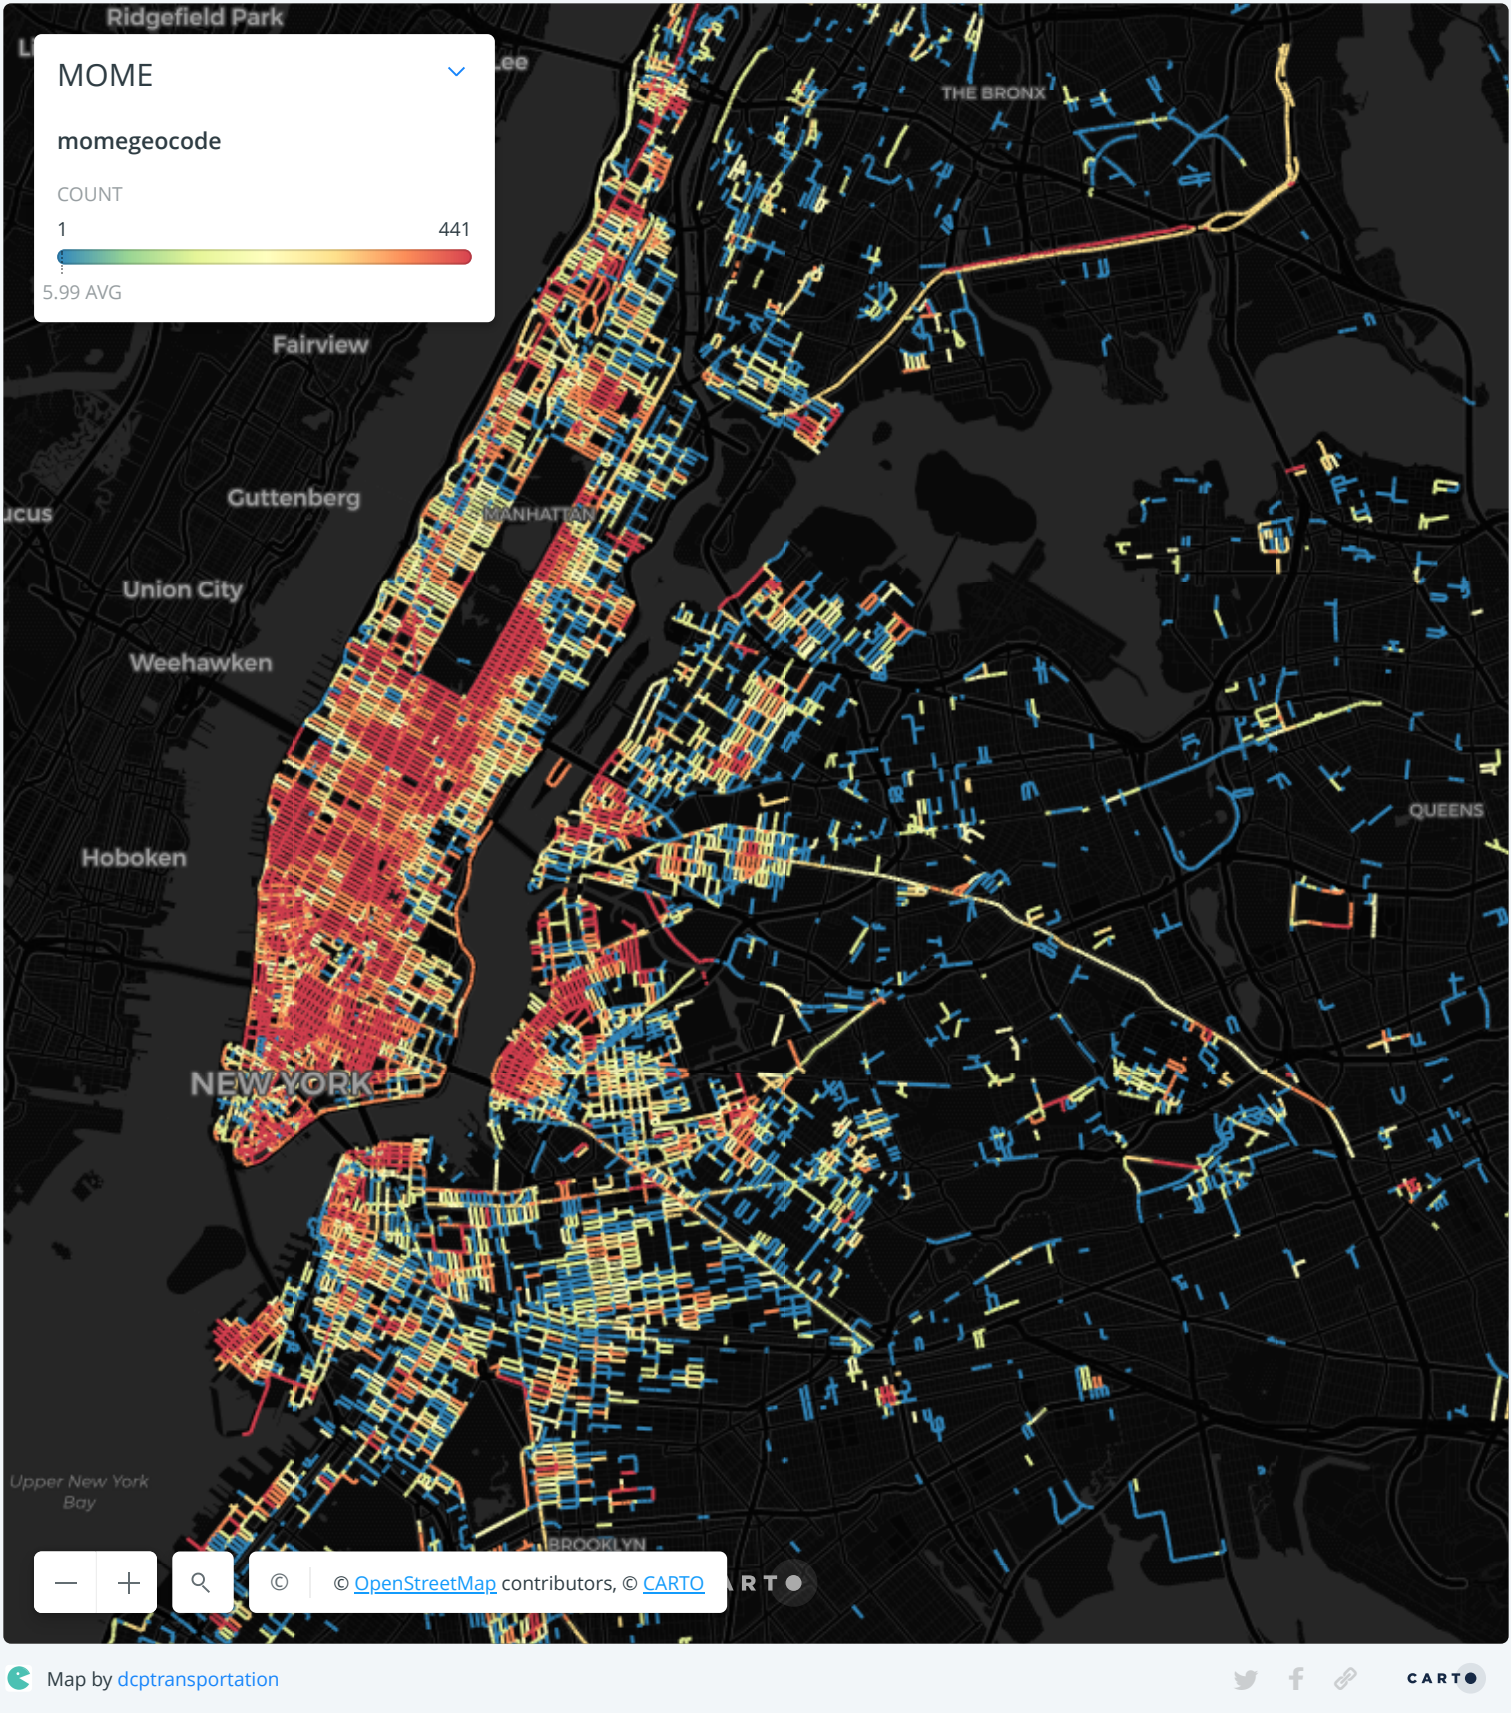 Ridgefield Park
Lee
MOME
momegeocode
COUNT
1 441
5.99 AVG
THE BRONX
Fairview
Guttenberg
ucus
MANHATTAN
Union City
Weehawken
QUEENS
Hoboken
NEW YORK
Upper New York
Bay
BROOKLYN
© © OpenStreetMap contributors, © CARTO
ART
Map by dcptransportation
CARTO